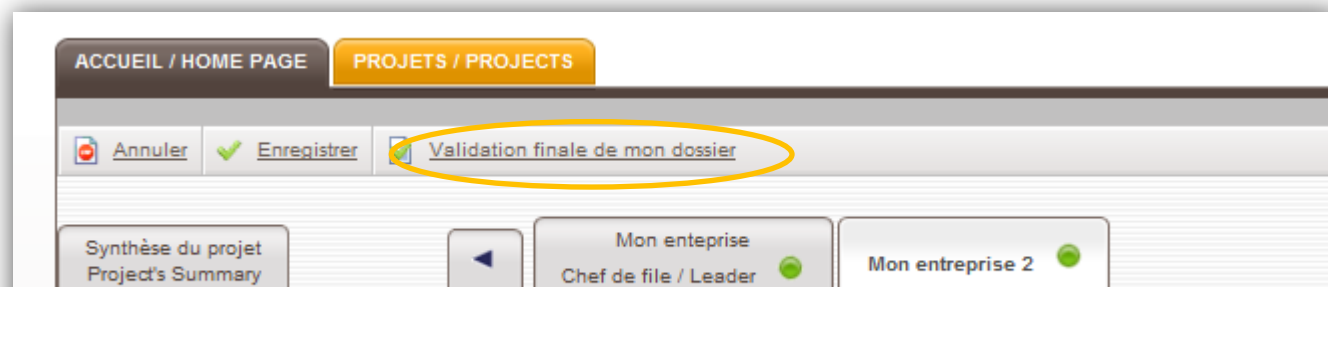 ACCUEIL / HOME PAGE PROJETS / PROJECTS
Annuler Enregistrer Validation finale de mon dossier
Synthèse du projet
Project's Summary
Mon enteprise
Chef de file / Leader
Mon entreprise 2